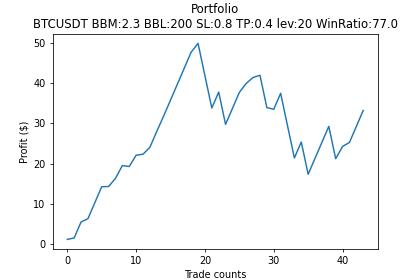 Portfolio
BTCUSDT BBM:2.3 BBL:200 SL:0.8 TP:0.4 lev:20 WinRatio:77.0
50
40
30
20
10
0
Profit ($)
0 10 20 30 40
Trade counts